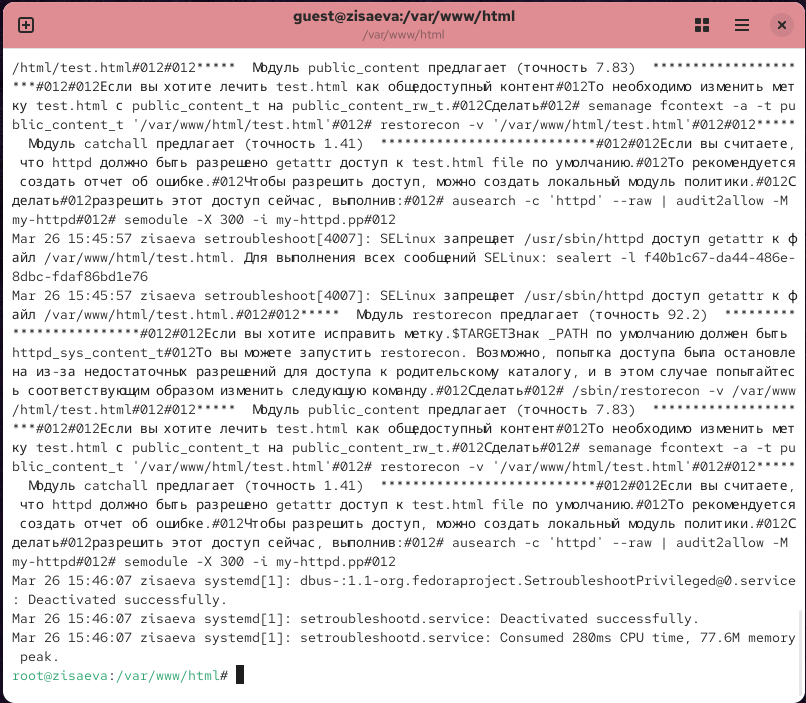 guest@zisaeva:/var/www/html
/var/www/html
/html/test.html#012#012*****  Модуль public_content предлагает (точность 7.83)  ******************
***#012#012Если вы хотите лечить test.html как общедоступный контент#012То необходимо изменить мет
ку test.html с public_content_t на public_content_rw_t.#012Сделать#012# semanage fcontext -a -t pu
blic_content_t '/var/www/html/test.html'#012# restorecon -v '/var/www/html/test.html'#012#012*****
  Модуль catchall предлагает (точность 1.41)  **************************#012#012Если вы считаете,
 что httpd должно быть разрешено getattr доступ к test.html file по умолчанию.#012То рекомендуется
 создать отчет об ошибке.#012Чтобы разрешить доступ, можно создать локальный модуль политики.#012С
делать#012разрешить этот доступ сейчас, выполнив:#012# ausearch -c 'httpd' --raw | audit2allow -M
my-httpd#012# semodule -X 300 -i my-httpd.pp#012
Mar 26 15:45:57 zisaeva setroubleshoot[4007]: SELinux запрещает /usr/sbin/httpd доступ getattr к ф
айл /var/www/html/test.html. Для выполнения всех сообщений SELinux: sealert -l f40b1c67-da44-486e-
8dbc-fdaf86bd1e76
Mar 26 15:45:57 zisaeva setroubleshoot[4007]: SELinux запрещает /usr/sbin/httpd доступ getattr к ф
айл /var/www/html/test.html.#012#012*****  Модуль restorecon предлагает (точность 92.2)  *********
****************#012#012Если вы хотите исправить метку.$TARGETЗнак _PATH по умолчанию должен быть
httpd_sys_content_t#012То вы можете запустить restorecon. Возможно, попытка доступа была остановле
на из-за недостаточных разрешений для доступа к родительскому каталогу, и в этом случае попытайтес
ь соответствующим образом изменить следующую команду.#012Сделать#012# /sbin/restorecon -v /var/www
/html/test.html#012#012*****  Модуль public_content предлагает (точность 7.83)  ******************
***#012#012Если вы хотите лечить test.html как общедоступный контент#012То необходимо изменить мет
ку test.html с public_content_t на public_content_rw_t.#012Сделать#012# semanage fcontext -a -t pu
blic_content_t '/var/www/html/test.html'#012# restorecon -v '/var/www/html/test.html'#012#012*****
  Модуль catchall предлагает (точность 1.41)  **************************#012#012Если вы считаете,
 что httpd должно быть разрешено getattr доступ к test.html file по умолчанию.#012То рекомендуется
 создать отчет об ошибке.#012Чтобы разрешить доступ, можно создать локальный модуль политики.#012С
делать#012разрешить этот доступ сейчас, выполнив:#012# ausearch -c 'httpd' --raw | audit2allow -M
my-httpd#012# semodule -X 300 -i my-httpd.pp#012
Mar 26 15:46:07 zisaeva systemd[1]: dbus-:1.1-org.fedoraproject.SetroubleshootPrivileged@0.service
: Deactivated successfully.
Mar 26 15:46:07 zisaeva systemd[1]: setroubleshootd.service: Deactivated successfully.
Mar 26 15:46:07 zisaeva systemd[1]: setroubleshootd.service: Consumed 280ms CPU time, 77.6M memory
 peak.
root@zisaeva:/var/www/html#